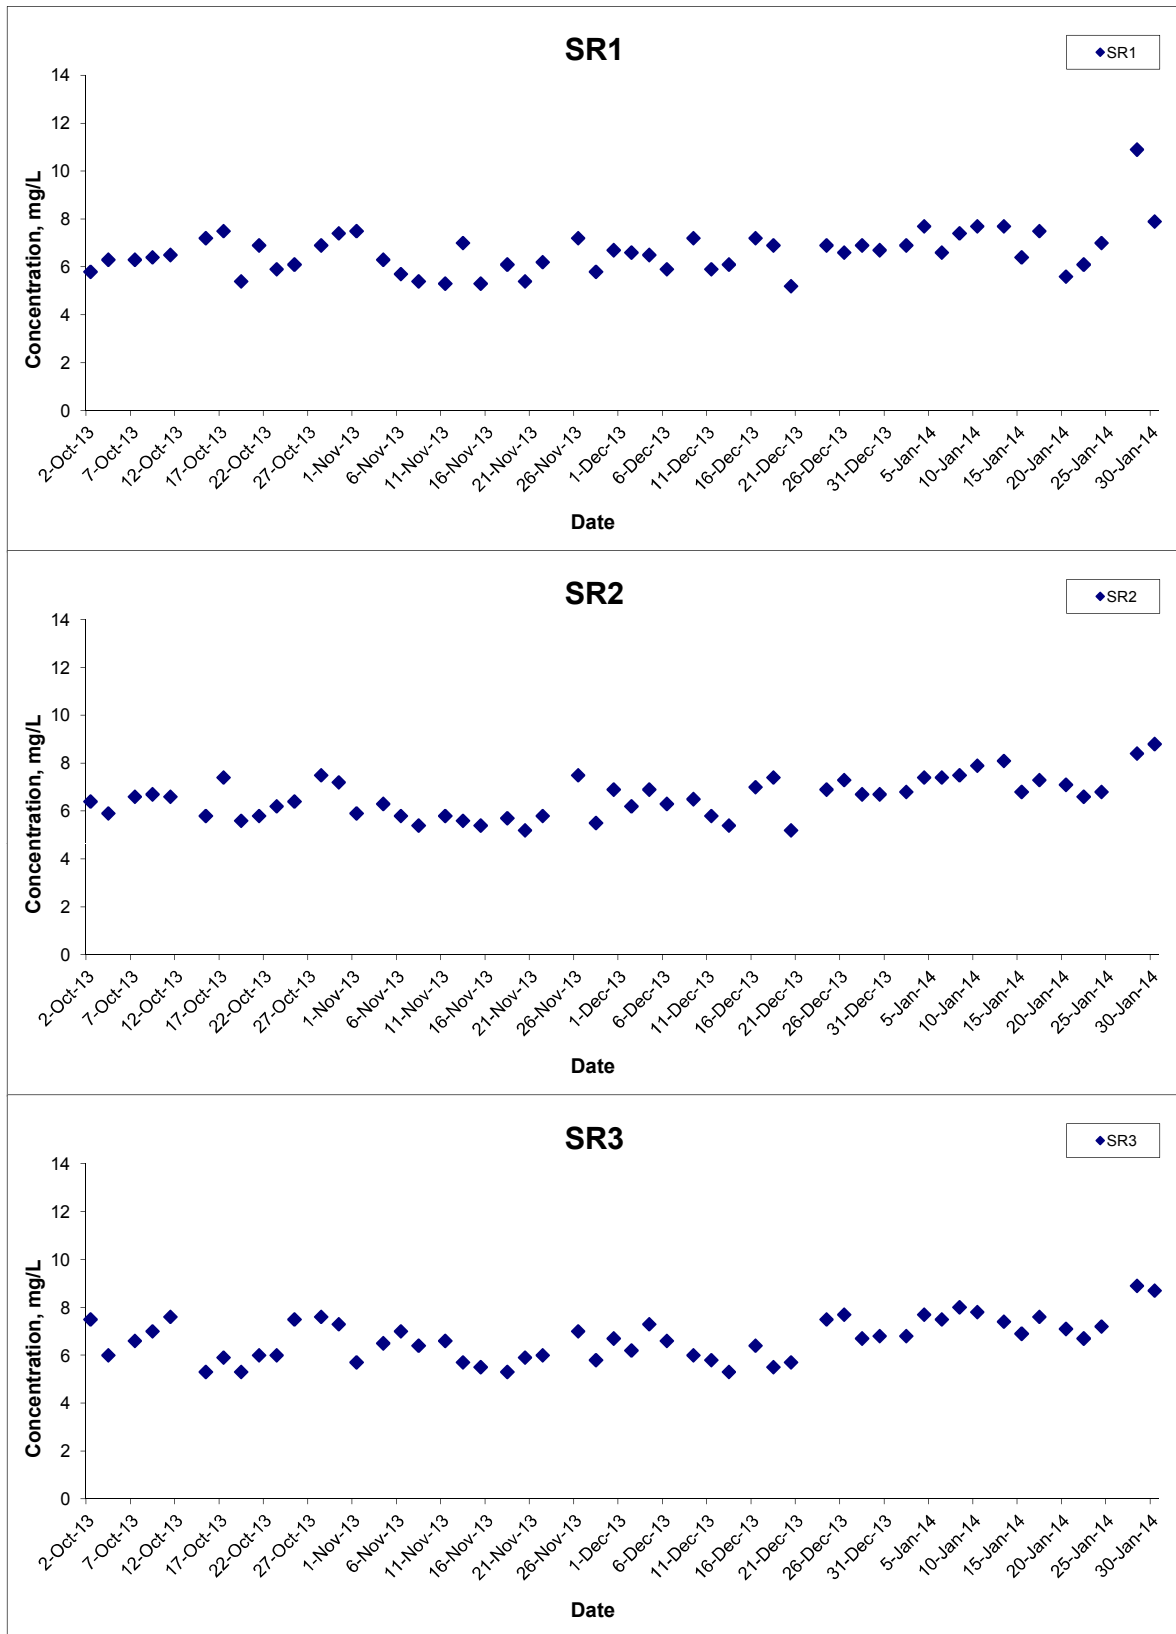 SR1
SR1
14
12
10
8
6
4
2
0
Concentration, mg/L
2-Oct-13
7-Oct-13
12-Oct-13
17-Oct-13
22-Oct-13
27-Oct-13
1-Nov-13
6-Nov-13
11-Nov-13
16-Nov-13
21-Nov-13
26-Nov-13
1-Dec-13
6-Dec-13
11-Dec-13
16-Dec-13
21-Dec-13
26-Dec-13
31-Dec-13
5-Jan-14
10-Jan-14
15-Jan-14
20-Jan-14
25-Jan-14
30-Jan-14
Date
SR2
SR2
14
12
10
8
6
4
2
0
Concentration, mg/L
2-Oct-13
7-Oct-13
12-Oct-13
17-Oct-13
22-Oct-13
27-Oct-13
1-Nov-13
6-Nov-13
11-Nov-13
16-Nov-13
21-Nov-13
26-Nov-13
1-Dec-13
6-Dec-13
11-Dec-13
16-Dec-13
21-Dec-13
26-Dec-13
31-Dec-13
5-Jan-14
10-Jan-14
15-Jan-14
20-Jan-14
25-Jan-14
30-Jan-14
Date
SR3
SR3
14
12
10
8
6
4
2
0
Concentration, mg/L
2-Oct-13
7-Oct-13
12-Oct-13
17-Oct-13
22-Oct-13
27-Oct-13
1-Nov-13
6-Nov-13
11-Nov-13
16-Nov-13
21-Nov-13
26-Nov-13
1-Dec-13
6-Dec-13
11-Dec-13
16-Dec-13
21-Dec-13
26-Dec-13
31-Dec-13
5-Jan-14
10-Jan-14
15-Jan-14
20-Jan-14
25-Jan-14
30-Jan-14
Date